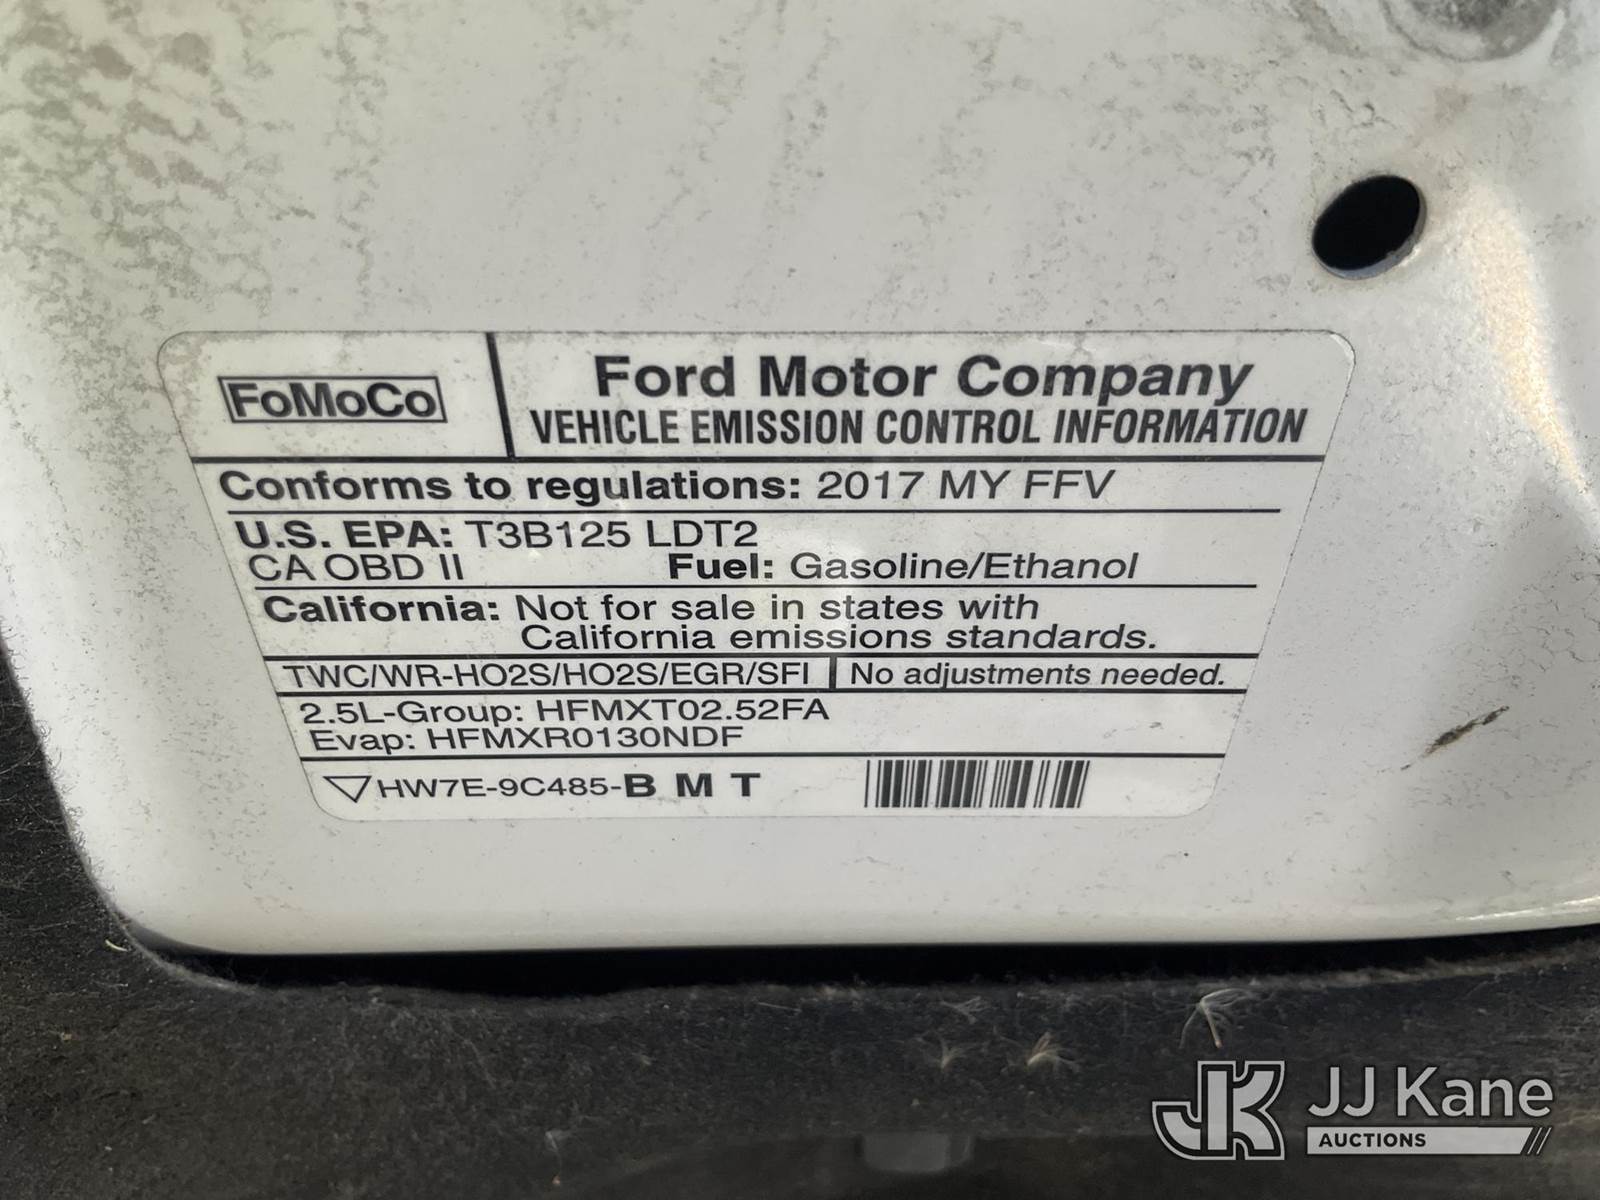 FoMoCo
Ford Motor Company
VEHICLE EMISSION CONTROL INFORMATION
Conforms to regulations: 2017 MY FFV
U.S. EPA: T3B125 LDT2
CA OBD II Fuel: Gasoline/Ethanol
California: Not for sale in states with
California emissions standards.
TWC/WR-HO2S/HO2S/EGR/SFI No adjustments needed.
2.5L-Group: HFMXT02.52FA
Evap: HFMXR0130NDF
HW7E-9C485-B M T
JK JJ Kane
AUCTIONS